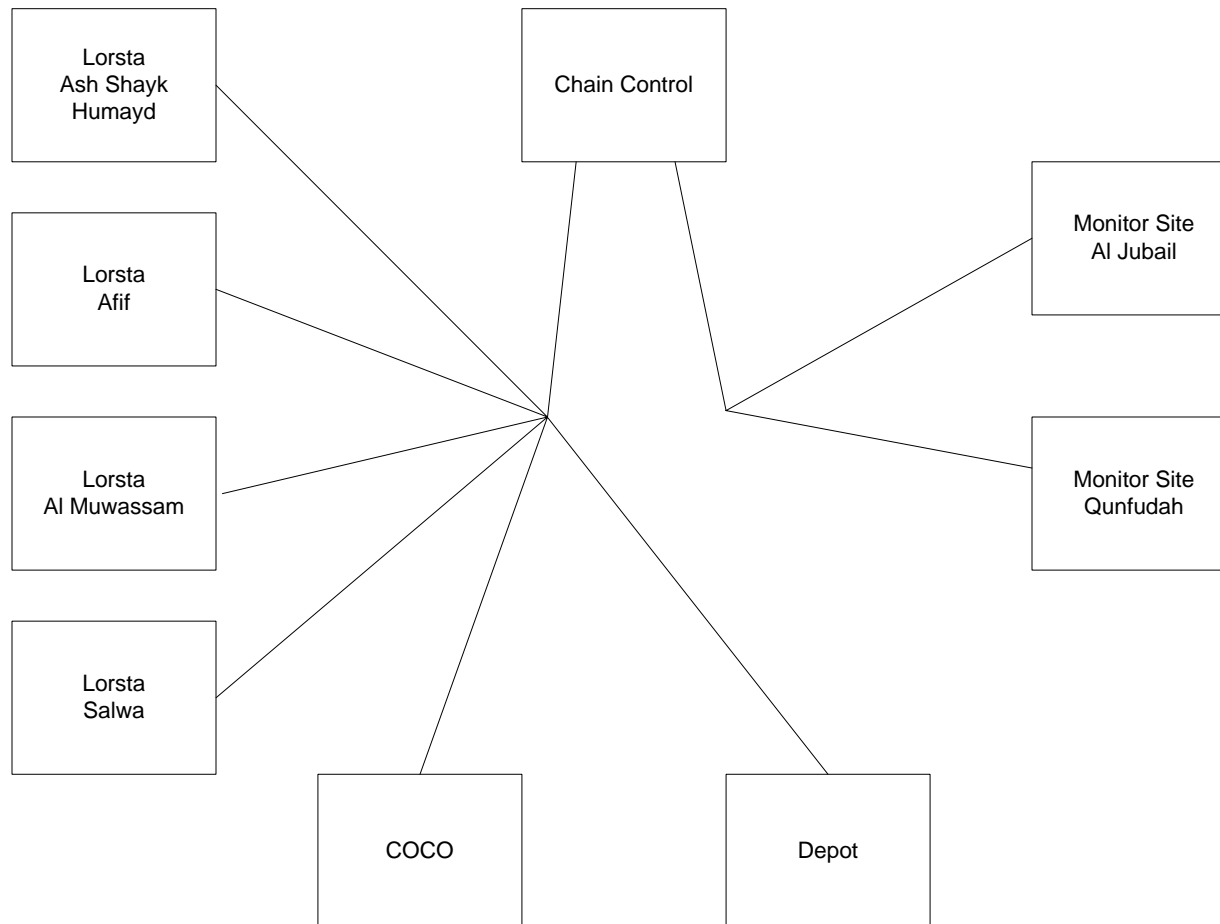 Lorsta
Ash Shayk
Humayd
Chain Control
Monitor Site
Al Jubail
Lorsta
Afif
Lorsta
Al Muwassam
Monitor Site
Qunfudah
Lorsta
Salwa
COCO
Depot